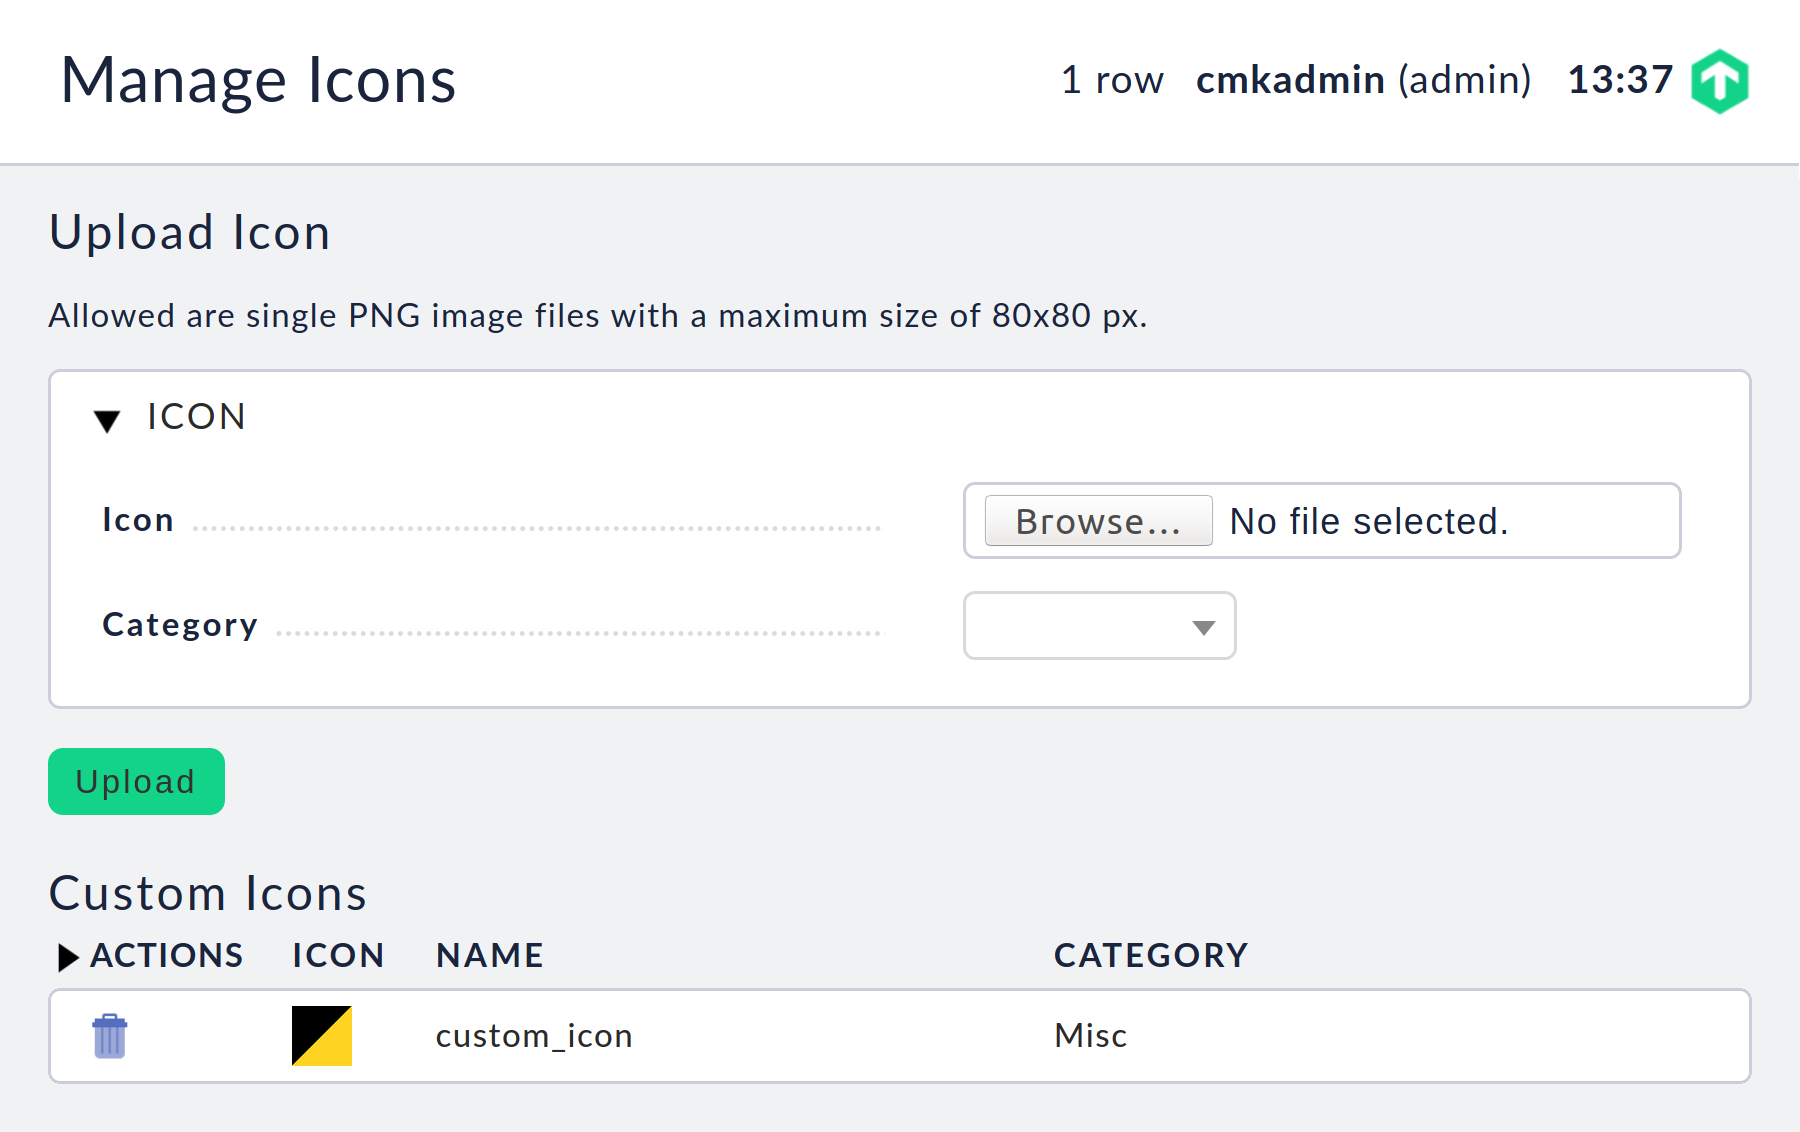 Manage Icons
1 row cmkadmin (admin) 13:37
Upload Icon
Allowed are single PNG image files with a maximum size of 80x80 px.
ICON
Icon
Browse... No file selected.
Category
Upload
Custom Icons
ACTIONS ICON NAME CATEGORY
custom_icon Misc